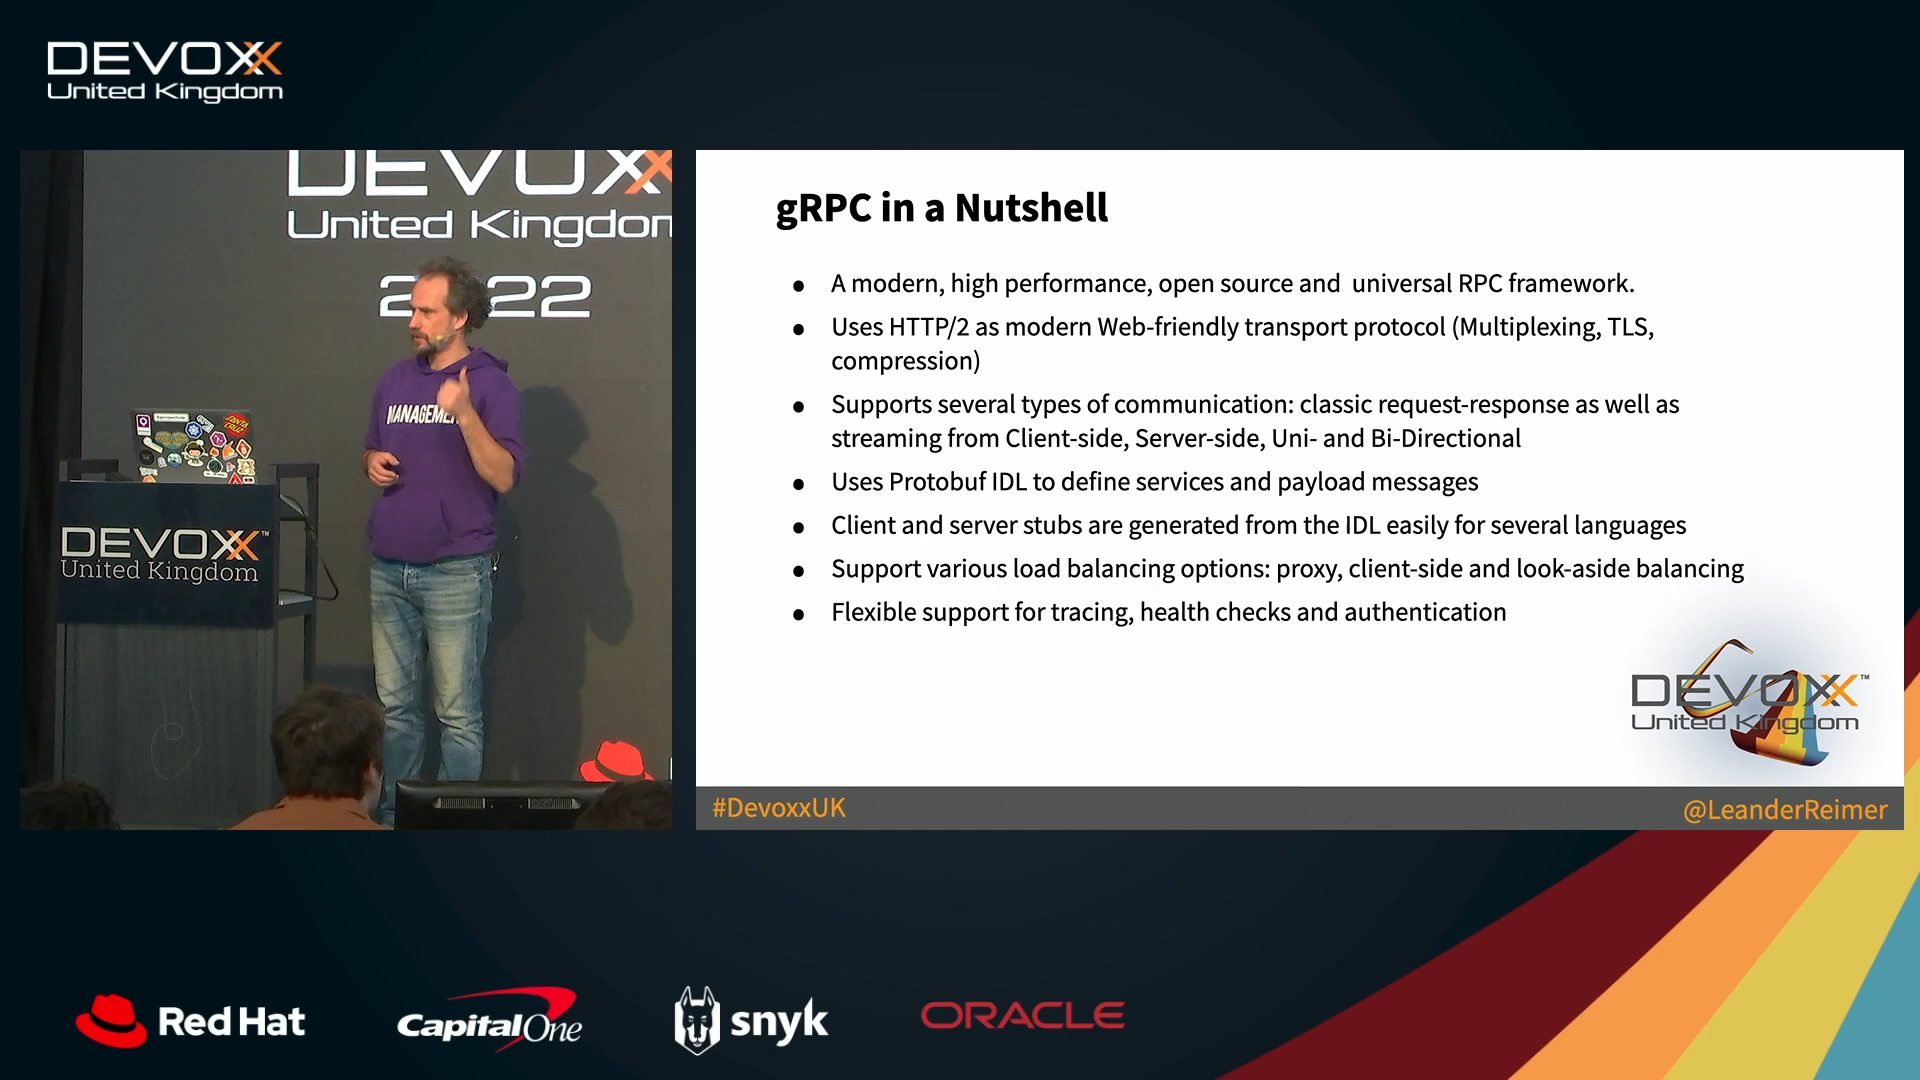 DEVOXX
United Kingdom
DEVOXX
United Kingdom
2022
MANAGEME
DEVOXX™
United Kingdom
gRPC in a Nutshell
● A modern, high performance, open source and universal RPC framework.
● Uses HTTP/2 as modern Web-friendly transport protocol (Multiplexing, TLS,
compression)
● Supports several types of communication: classic request-response as well as
streaming from Client-side, Server-side, Uni- and Bi-Directional
● Uses Protobuf IDL to define services and payload messages
● Client and server stubs are generated from the IDL easily for several languages
● Support various load balancing options: proxy, client-side and look-aside balancing
● Flexible support for tracing, health checks and authentication
DEVOXX™
United Kingdom
#DevoxxUK
@LeanderReimer
Red Hat
CapitalOne
snyk
ORACLE